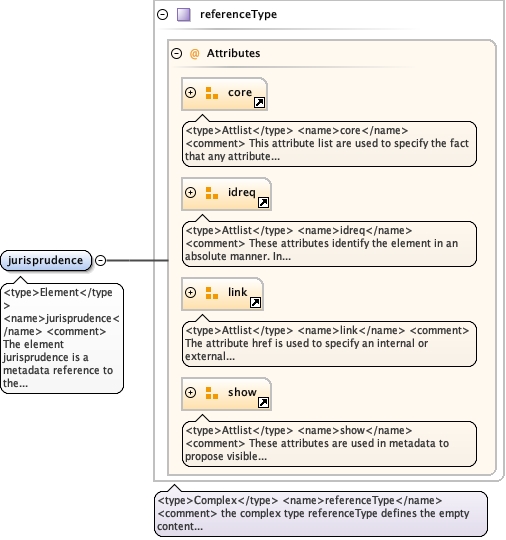 referenceType
@ Attributes
core
<type>Attlist</type> <name>core</name>
<comment> This attribute list are used to specify the fact
that any attribute...
idreq
<type>Attlist</type> <name>idreq</name>
<comment> These attributes identify the element in an
absolute manner. In...
jurisprudence
<type>Element</type
>
<name>jurisprudence<
/name> <comment>
The element
jurisprudence is a
metadata reference to
the...
link
<type>Attlist</type> <name>link</name> <comment>
The attribute href is used to specify an internal or
external...
show
<type>Attlist</type> <name>show</name>
<comment> These attributes are used in metadata to
propose visible...
<type>Complex</type> <name>referenceType</name>
<comment> the complex type referenceType defines the empty
content...